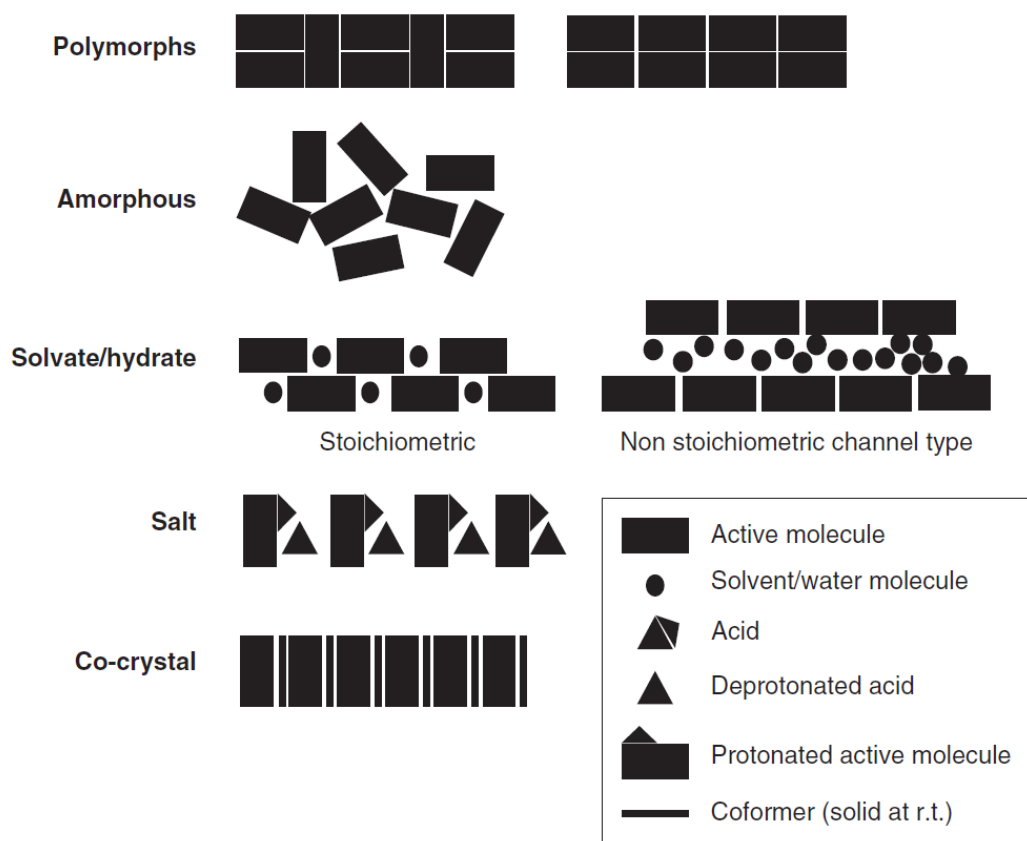 Polymorphs
Amorphous
Solvate/hydrate
Stoichiometric
Non stoichiometric channel type
Salt
Co-crystal
Active molecule
Solvent/water molecule
Acid
Deprotonated acid
Protonated active molecule
Coformer (solid at r.t.)